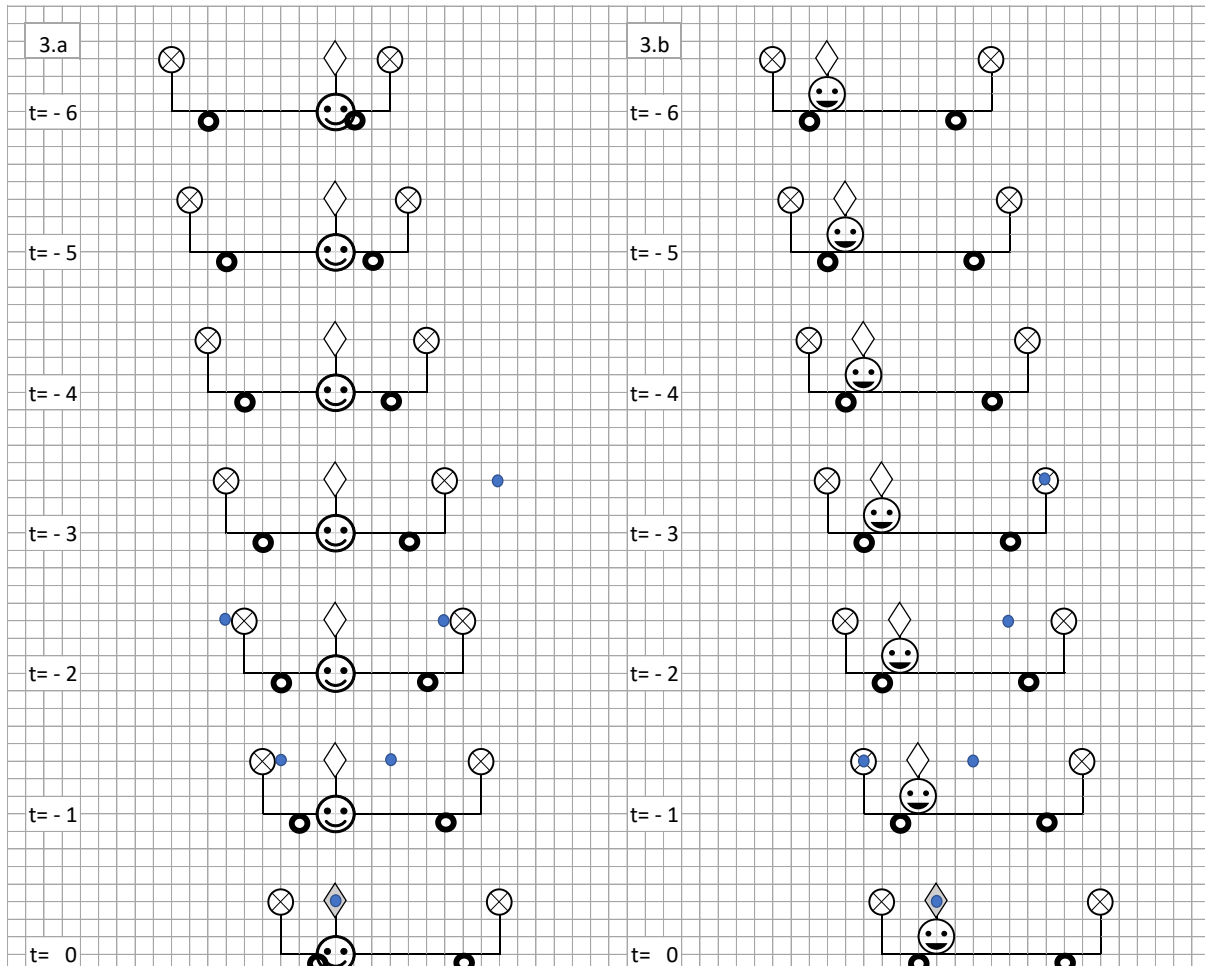 3.a 3.b
t= - 6 t= - 6
t= - 5 t= - 5
t= - 4 t= - 4
t= - 3 t= - 3
t= - 2 t= - 2
t= - 1 t= - 1
t= 0 t= 0